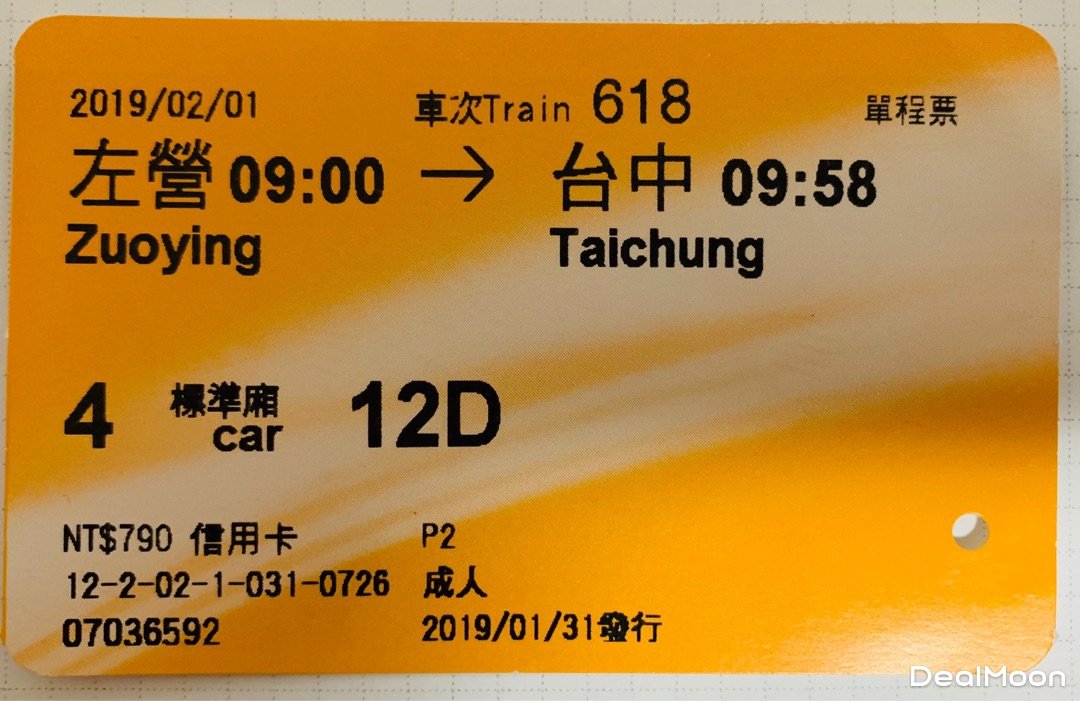 2019/02/01 車次Train 618 單程票
左營 09:00 → 台中 09:58
Zuoying Taichung
4 標準廂 car 12D
NT$790 信用卡 P2
12-2-02-1-031-0726 成人
07036592 2019/01/31發行
DealMoon